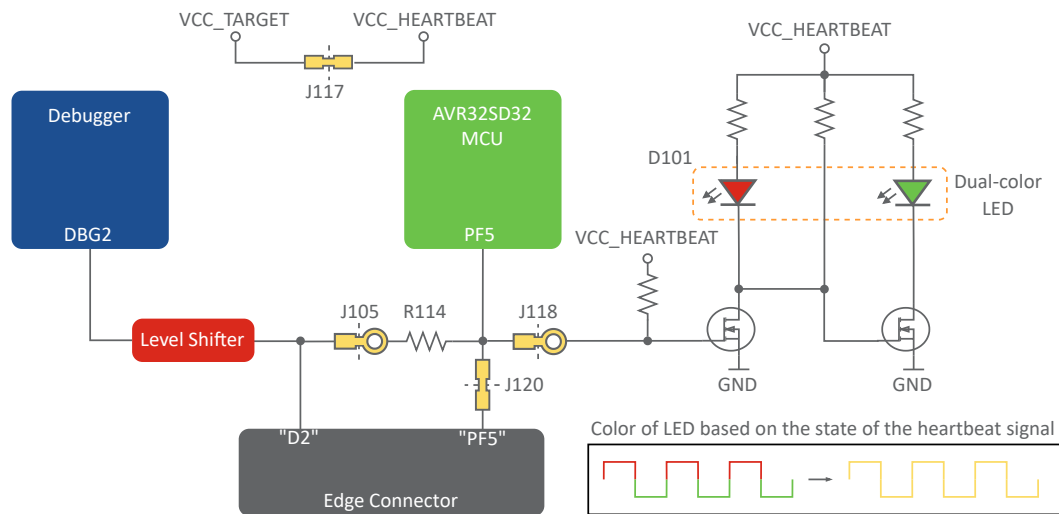 VCC_TARGET
VCC_HEARTBEAT
J117
VCC_HEARTBEAT
Debugger
DBG2
AVR32SD32
MCU
PF5
D101
Dual-color
LED
VCC_HEARTBEAT
Level Shifter
J105
R114
J118
J120
GND
GND
"D2"
"PF5"
Edge Connector
Color of LED based on the state of the heartbeat signal